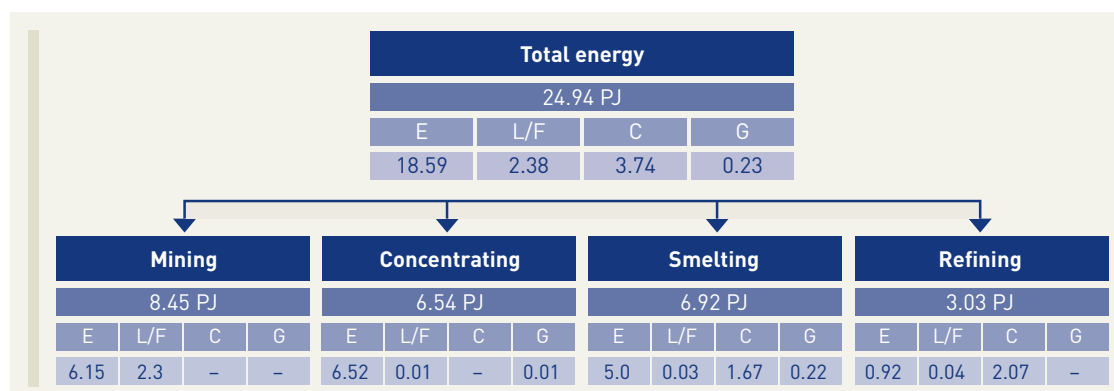 Total energy
24.94 PJ
E L/F C G
18.59 2.38 3.74 0.23
Mining Concentrating Smelting Refining
8.45 PJ 6.54 PJ 6.92 PJ 3.03 PJ
E L/F C G E L/F C G E L/F C G E L/F C G
6.15 2.3 – – 6.52 0.01 – 0.01 5.0 0.03 1.67 0.22 0.92 0.04 2.07 –